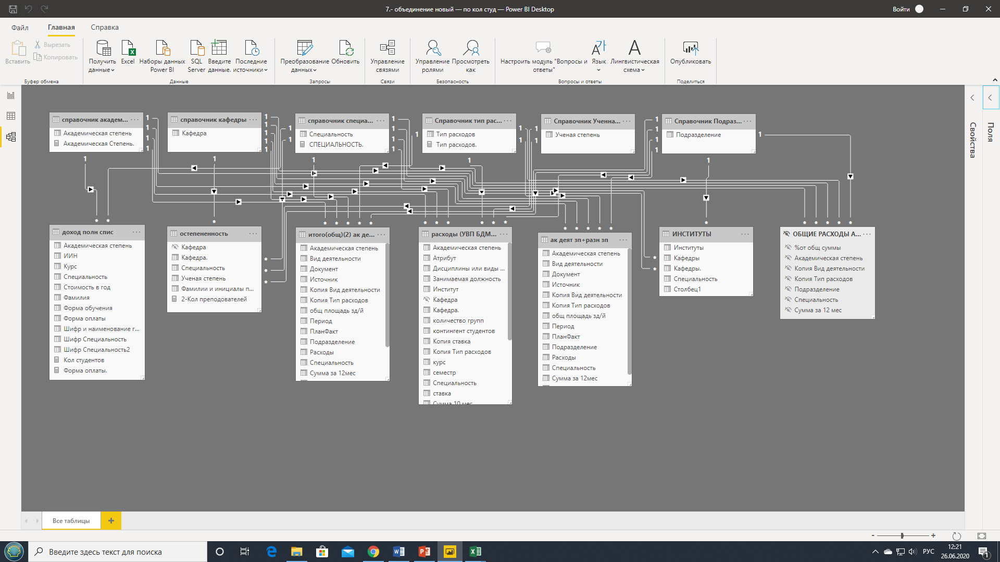 7.- объединение новый — по кол студ — Power BI Desktop
Войти
Файл
Главная
Справка
Вставить
Вырезать
Копировать
Получить данные
Excel
Наборы данных Power BI
SQL Server
Введите данные.
Последние источники
Преобразование данных
Обновить
Управление связями
Управление ролями
Просмотреть как
Настроить модуль "Вопросы и ответы"
Язык
Лингвистическая схема
Опубликовать
Буфер обмена
Данные
Запросы
Связи
Безопасность
Вопросы и ответы
Поделиться
справочник академ...
Академическая степень
Академическая Степень.
справочник кафедры
Кафедра
справочник специа...
Специальность
СПЕЦИАЛЬНОСТЬ.
Справочник тип рас...
Тип расходов
Тип расходов.
Справочник Ученна...
Ученая степень
Справочник Подраз...
Подразделение
Свойства
Поля
доход полн спис
Академическая степень
ИИН
Курс
Специальность
Стоимость в год
Фамилия
Форма обучения
Форма оплаты
Шифр и наименование г...
Шифр Специальность
Шифр Специальность2
Кол студентов
Форма оплаты.
остепененность
Кафедра
Кафедра.
Специальность
Ученая степень
Фамилии и инициалы п...
2-Кол преподователей
итого(общ)(2) ак де...
Академическая степень
Вид деятельности
Документ
Источник
Копия Вид деятельности
Копия Тип расходов
общ площадь зд/й
Период
ПланФакт
Подразделение
Расходы
Специальность
Сумма за 12мес
расходы (УВП БДМ...
Академическая степень
Атрибут
Дисциплины или виды ...
Занимаемая должность
Институт
Кафедра
Кафедра.
количество групп
контингент студентов
Копия ставка
Копия Тип расходов
курс
семестр
Специальность
ставка
Сумма 10 мес
ак деят зп+разн зп
Академическая степень
Вид деятельности
Документ
Источник
Копия Вид деятельности
Копия Тип расходов
общ площадь зд/й
Период
ПланФакт
Подразделение
Расходы
Специальность
Сумма за 12мес
ИНСТИТУТЫ
Институты
Кафедры
Кафедры.
Специальность
Столбец1
ОБЩИЕ РАСХОДЫ А...
%от общ суммы
Академическая степень
Копия Вид деятельности
Копия Тип расходов
Подразделение
Специальность
Сумма за 12 мес
Все таблицы
Введите здесь текст для поиска
РУС
12:21
26.06.2020